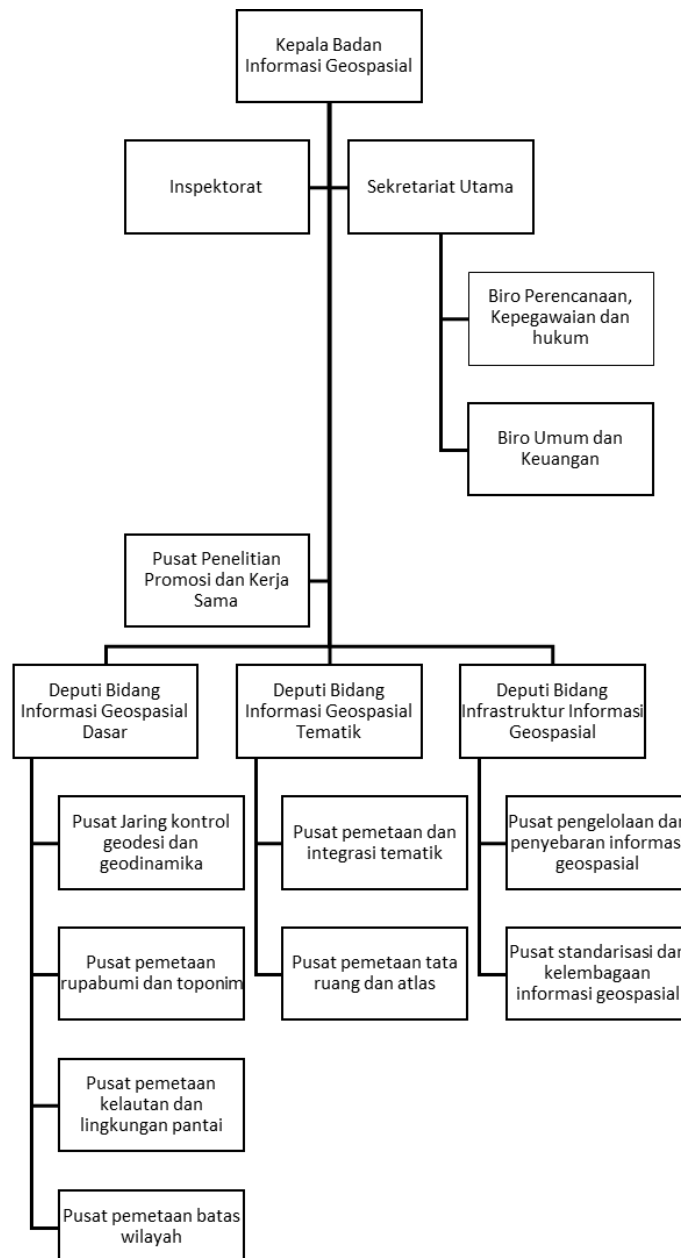 Kepala Badan
Informasi Geospasial
Inspektorat
Sekretariat Utama
Biro Perencanaan,
Kepegawaian dan
hukum
Biro Umum dan
Keuangan
Pusat Penelitian
Promosi dan Kerja
Sama
Deputi Bidang
Informasi Geospasial
Dasar
Deputi Bidang
Informasi Geospasial
Tematik
Deputi Bidang
Infrastruktur Informasi
Geospasial
Pusat Jaring kontrol
geodesi dan
geodinamika
Pusat pemetaan
rupabumi dan toponim
Pusat pemetaan
kelautan dan
lingkungan pantai
Pusat pemetaan batas
wilayah
Pusat pemetaan dan
integrasi tematik
Pusat pemetaan tata
ruang dan atlas
Pusat pengelolaan dan
penyebaran informasi
geospasial
Pusat standarisasi dan
kelembagaan
informasi geospasial